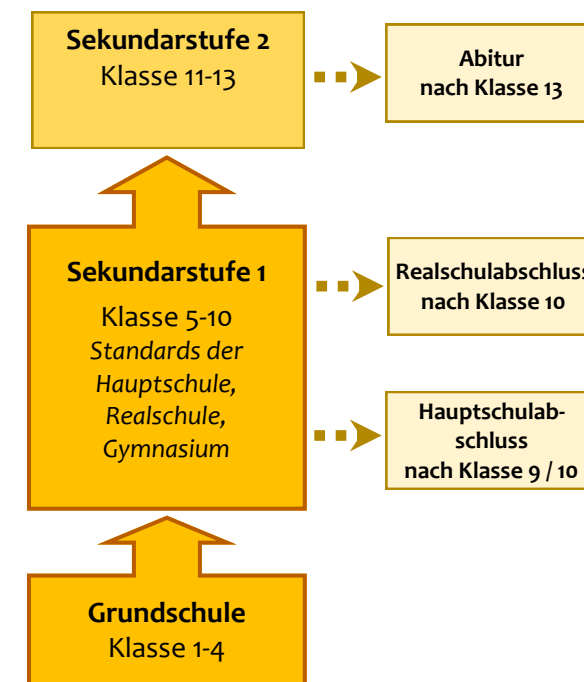 Sekundarstufe 2
Klasse 11-13
Abitur
nach Klasse 13
Sekundarstufe 1
Klasse 5-10
Standards der
Hauptschule,
Realschule,
Gymnasium
Realschulabschluss
nach Klasse 10
Hauptschulab-
schluss
nach Klasse 9 / 10
Grundschule
Klasse 1-4